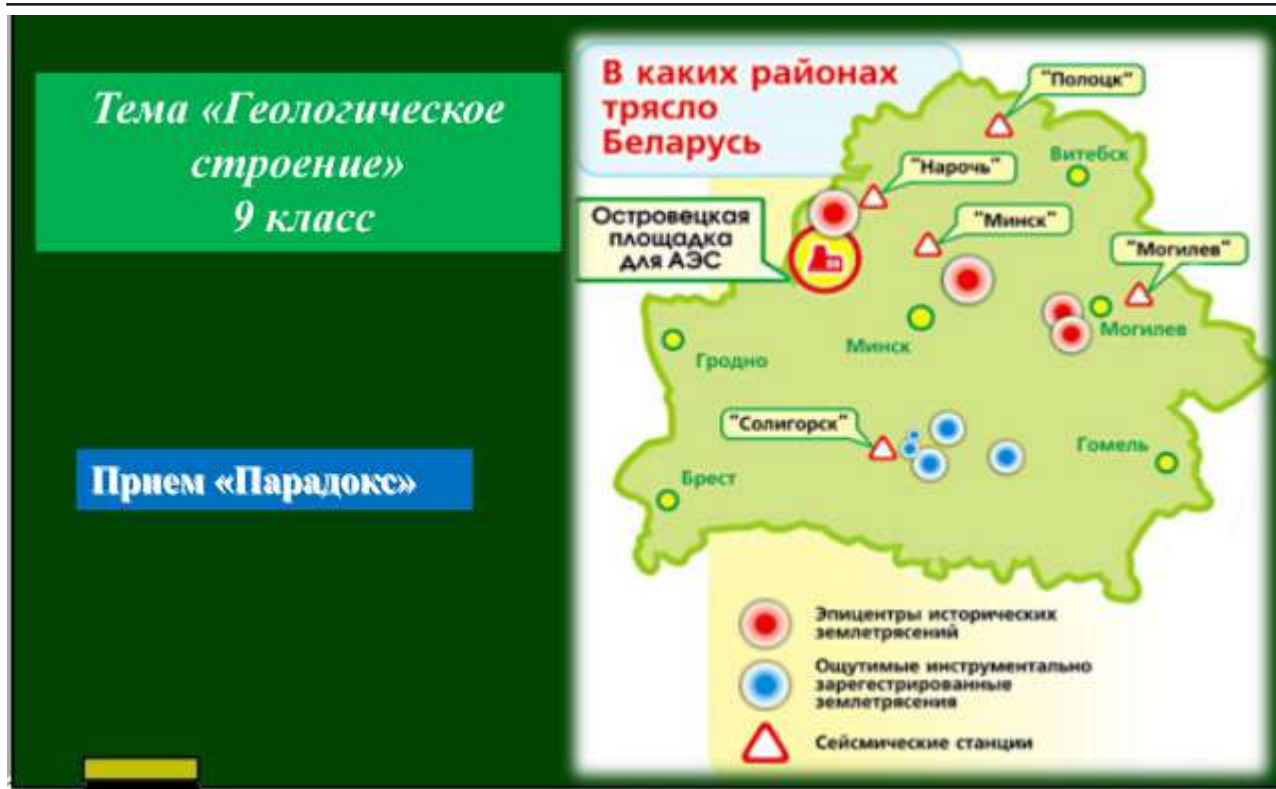 Тема «Геологическое
строение»
9 класс
Прием «Парадокс»
В каких районах
трясло
Беларусь
"Полоцк"
Витебск
"Нарочь"
Островецкая
площадка
для АЭС
"Минск"
"Могилев"
Могилев
Минск
Гродно
"Солигорск"
Гомель
Брест
Эпицентры исторических
землетрясений
Ощутимые инструментально
зарегестрированные
землетрясения
Сейсмические станции